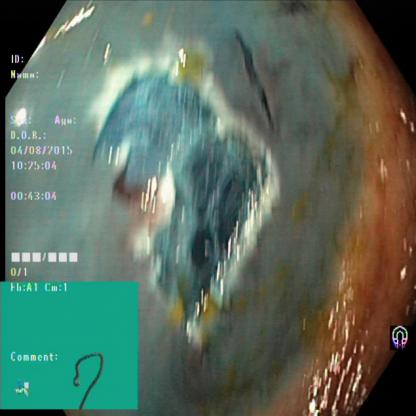 ID:
Name:
Sex: Age:
D.O.B.:
04/08/2015
10:25:04
00:43:04
/
0/1
Eh:A1 Cm:1
Comment: